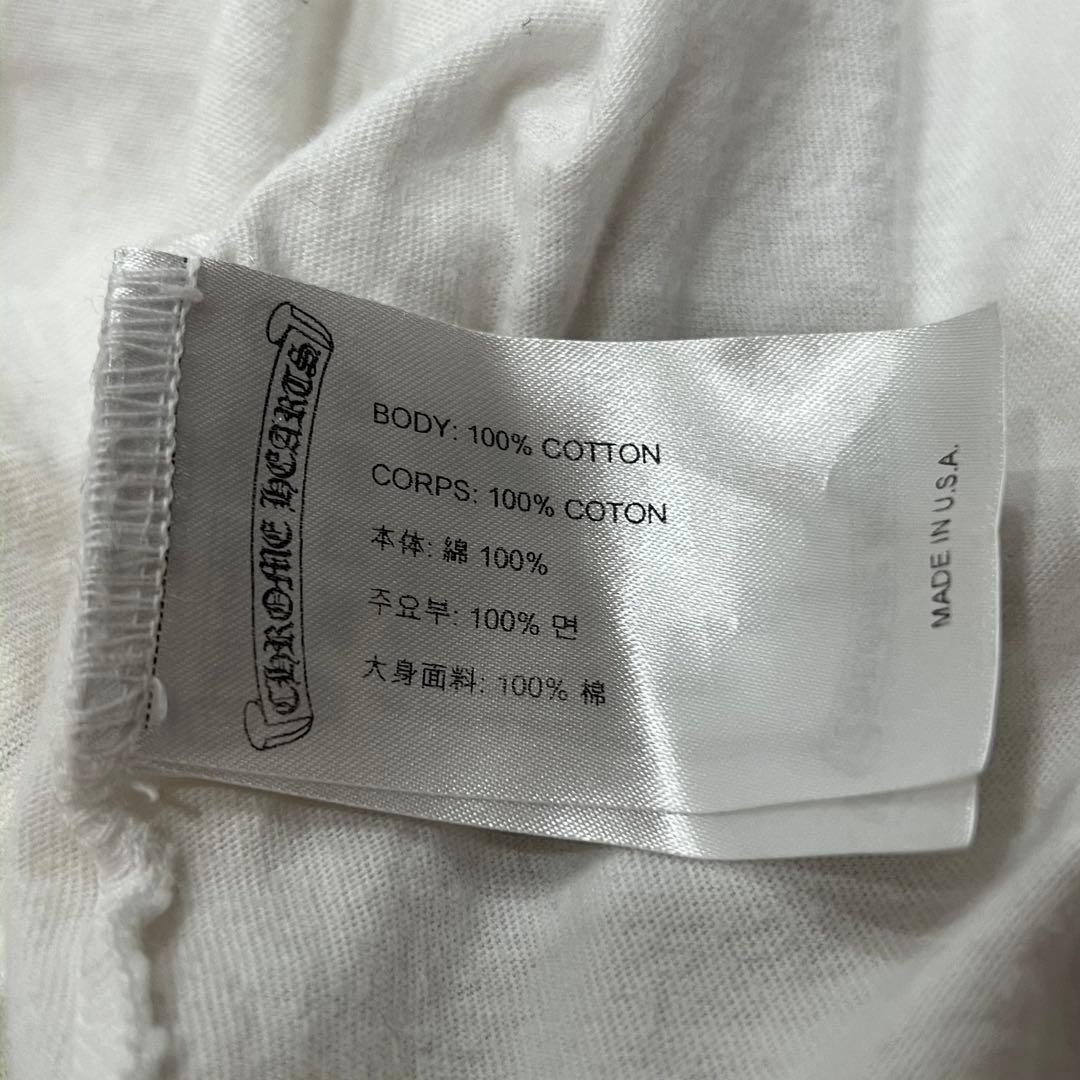 CHROME HEARTS
BODY: 100% COTTON
CORPS: 100% COTON
本体: 綿 100%
주요부: 100% 면
大身面料: 100% 棉
MADE IN U.S.A.